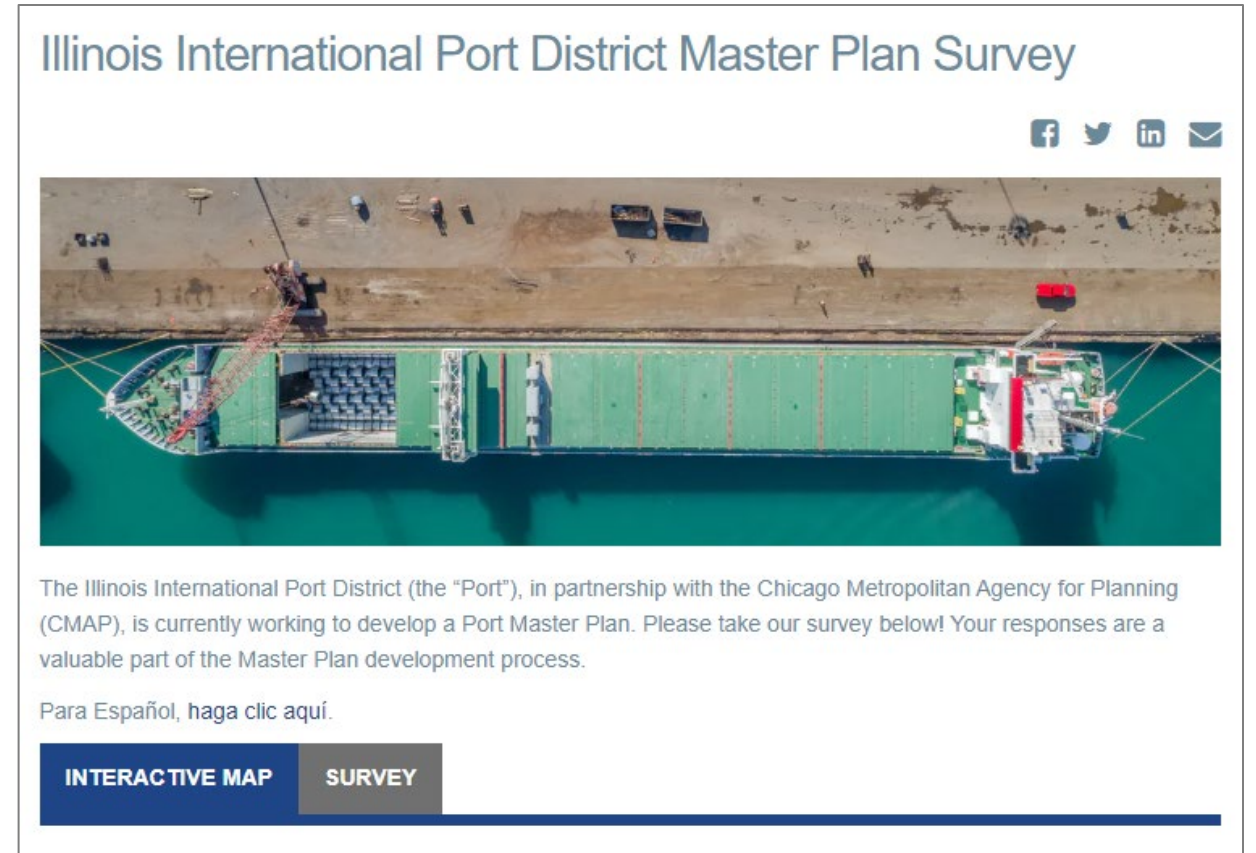 Illinois International Port District Master Plan Survey
The Illinois International Port District (the “Port”), in partnership with the Chicago Metropolitan Agency for Planning
(CMAP), is currently working to develop a Port Master Plan. Please take our survey below! Your responses are a
valuable part of the Master Plan development process.
Para Español, haga clic aquí.
INTERACTIVE MAP SURVEY